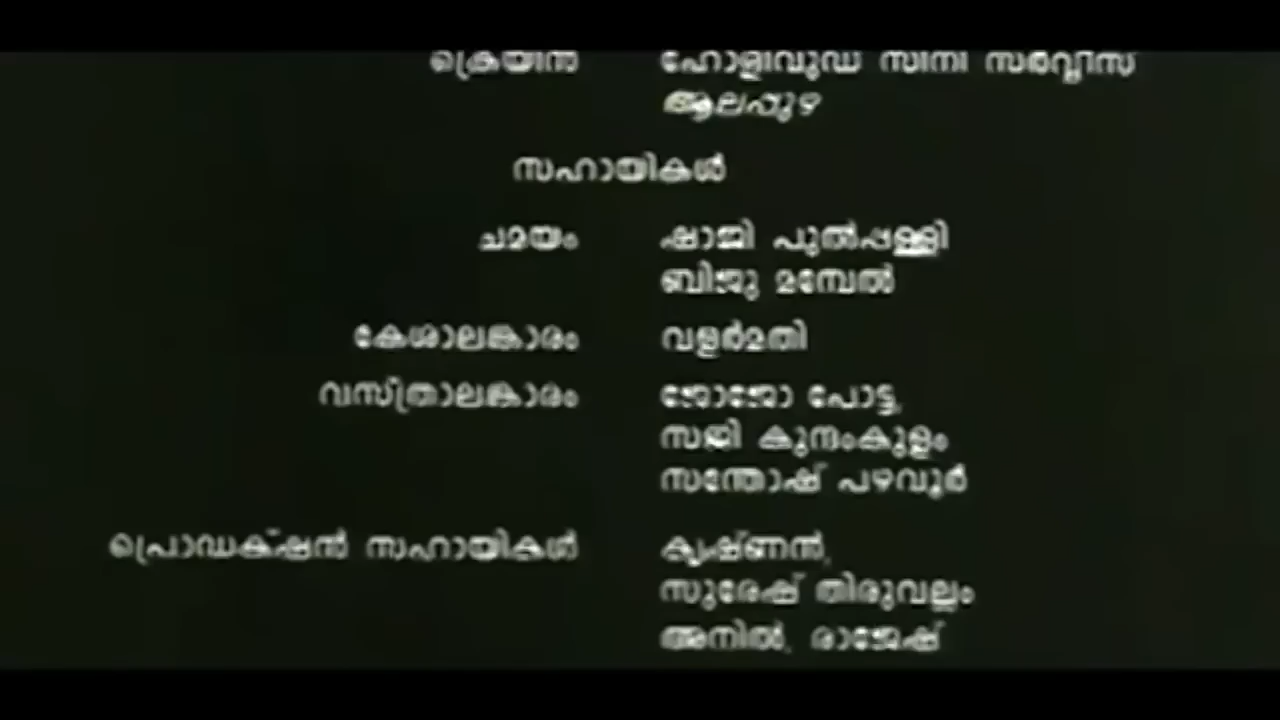 ക്രെയിൻ ഹോളിവുഡ് സിനി സർവ്വീസ്
ആലപ്പുഴ
സഹായികൾ
ചമയം ഷാജി പുൽപ്പള്ളി
ബിജു മമ്പേൽ
കേശാലങ്കാരം വളർമതി
വസ്ത്രാലങ്കാരം ജോജോ പോട്ട,
സജി കുന്ദംകുളം
സന്തോഷ് പഴവൂർ
പ്രൊഡക്ഷൻ സഹായികൾ കൃഷ്ണൻ,
സുരേഷ് തിരുവല്ലം
അനിൽ, രാജേഷ്